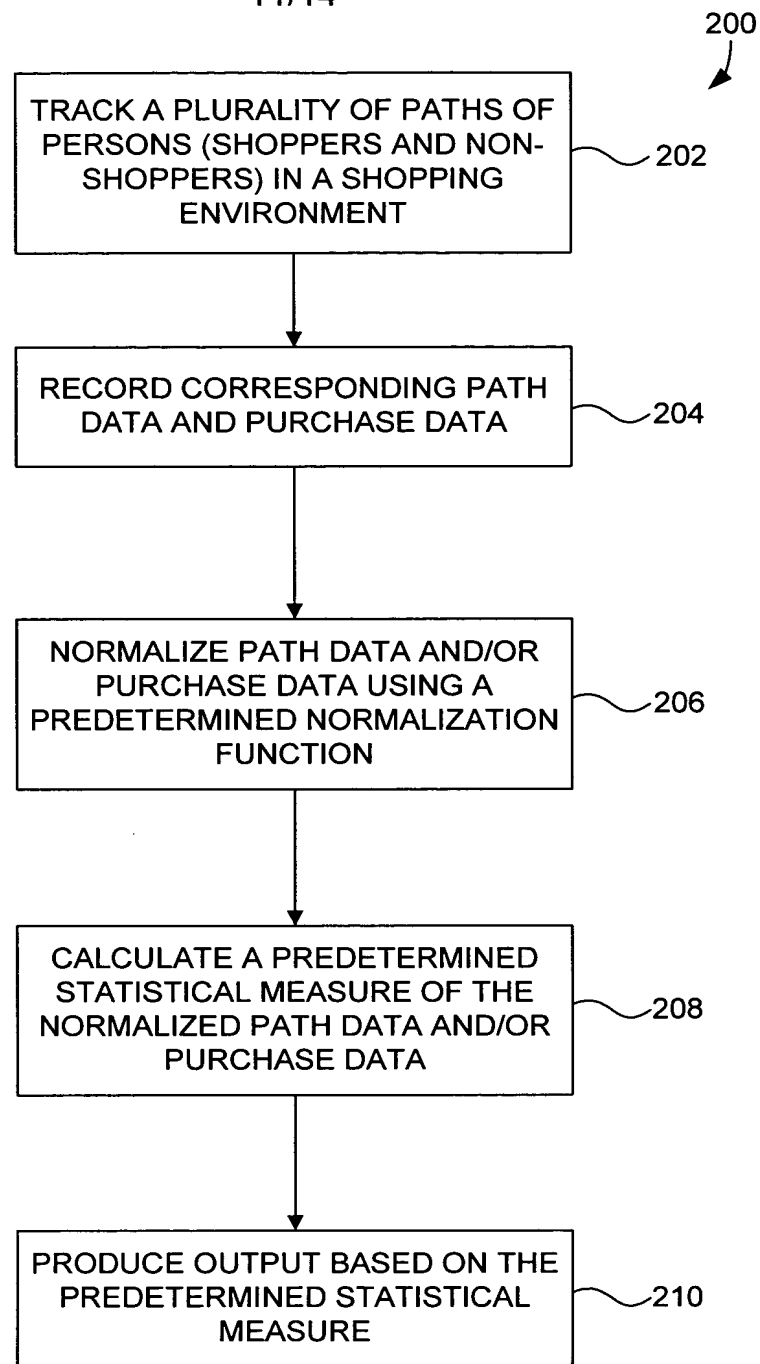 200
TRACK A PLURALITY OF PATHS OF
PERSONS (SHOPPERS AND NON-
SHOPPERS) IN A SHOPPING
ENVIRONMENT
202
RECORD CORRESPONDING PATH
DATA AND PURCHASE DATA
204
NORMALIZE PATH DATA AND/OR
PURCHASE DATA USING A
PREDETERMINED NORMALIZATION
FUNCTION
206
CALCULATE A PREDETERMINED
STATISTICAL MEASURE OF THE
NORMALIZED PATH DATA AND/OR
PURCHASE DATA
208
PRODUCE OUTPUT BASED ON THE
PREDETERMINED STATISTICAL
MEASURE
210